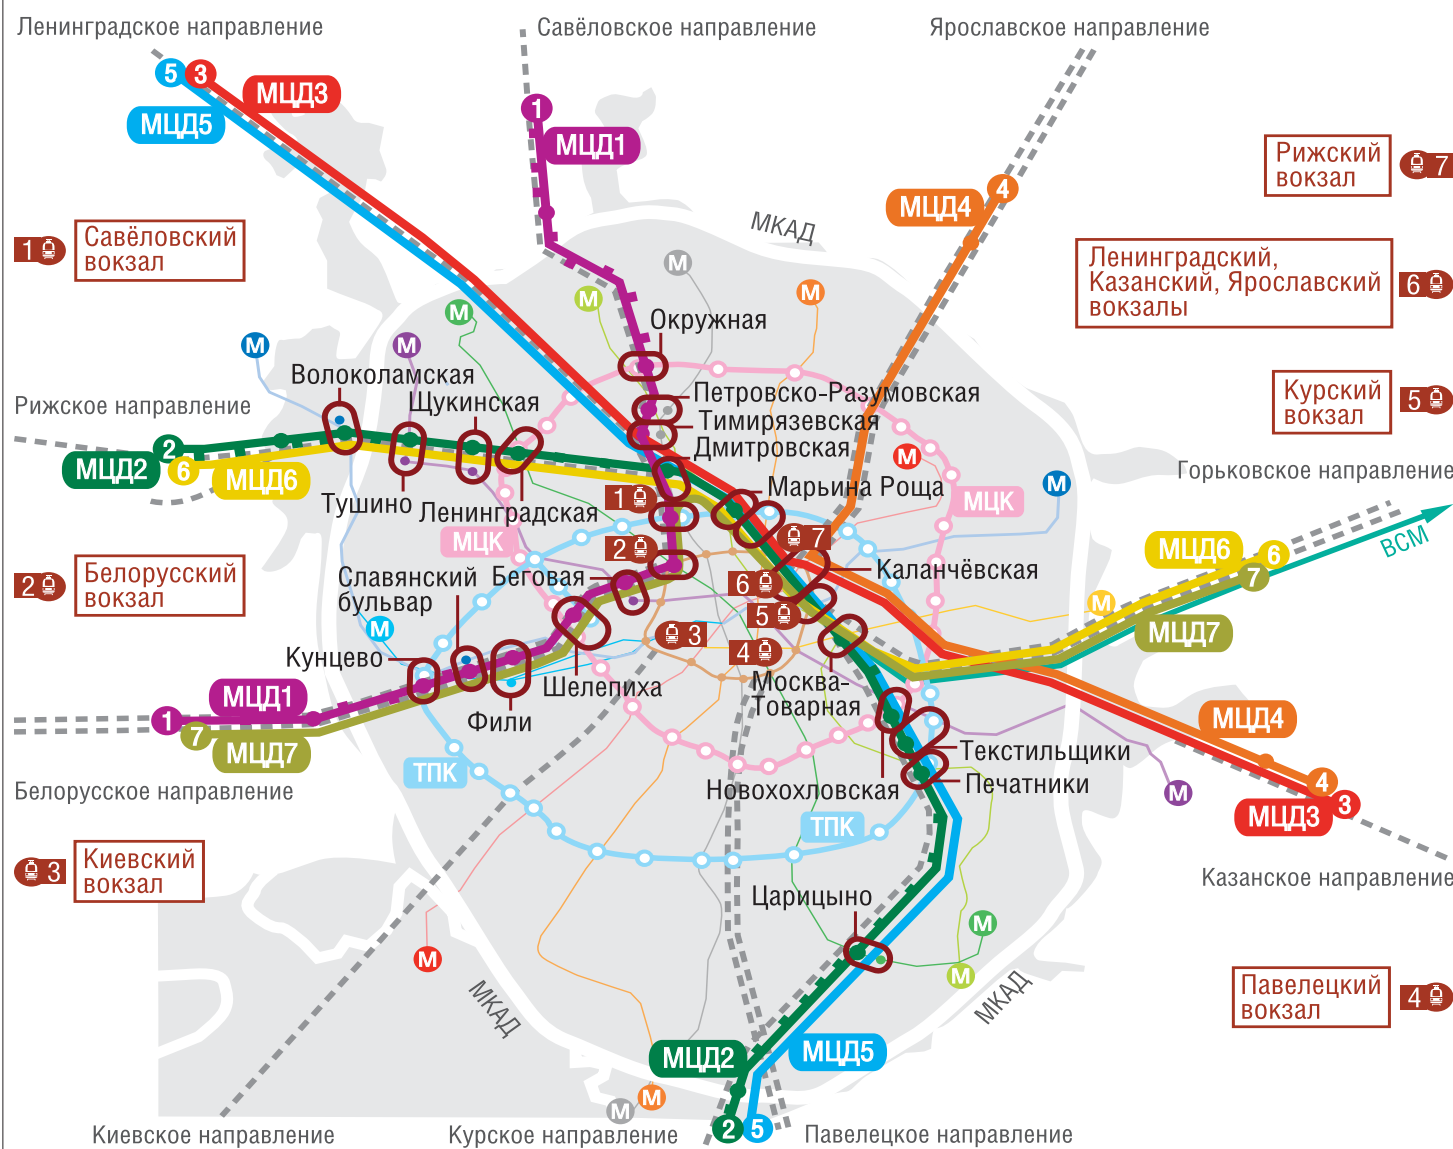 Ленинградское направление
Савёловское направление
Ярославское направление
5
3
МЦД3
МЦД5
1
МЦД1
4
МЦД4
МКАД
Рижский
вокзал
7
1
Савёловский
вокзал
Ленинградский,
Казанский, Ярославский
вокзалы
6
М
М
М
М
М
М
Окружная
Волоколамская
Щукинская
Петровско-Разумовская
Тимирязевская
Дмитровская
Курский
вокзал
5
Рижское направление
2
МЦД2
6
МЦД6
Тушино
Ленинградская
Марьина Роща
М
М
МЦК
МЦК
Горьковское направление
1
2
7
6
5
4
3
Каланчёвская
2
Белорусский
вокзал
Славянский
бульвар
Беговая
МЦД6
6
7
ВСМ
МЦД7
М
М
Кунцево
Шелепиха
Фили
Москва-
Товарная
МЦД1
1
7
МЦД7
МЦД4
4
3
МЦД3
Текстильщики
Печатники
Новохохловская
М
ТПК
ТПК
Белорусское направление
3
Киевский
вокзал
Казанское направление
Царицыно
М
М
М
МКАД
МКАД
Павелецкий
вокзал
4
МЦД2
МЦД5
М
М
2
5
Киевское направление
Курское направление
Павелецкое направление